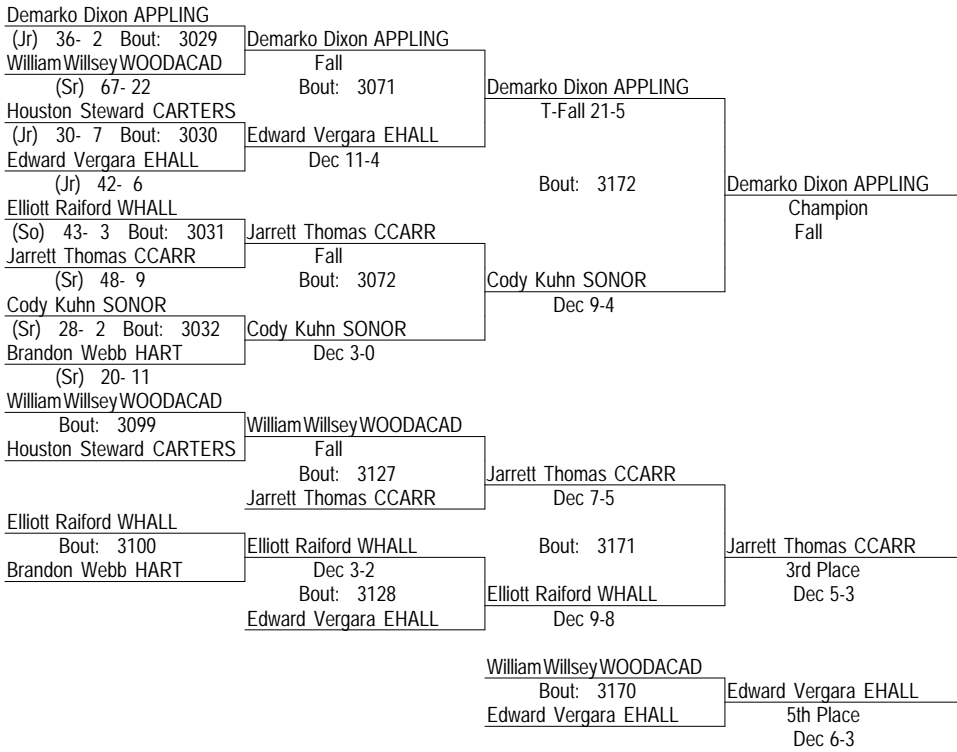 Demarko Dixon APPLING
(Jr) 36- 2 Bout: 3029 Demarko Dixon APPLING
William Willsey WOODACAD Fall
(Sr) 67- 22 Bout: 3071 Demarko Dixon APPLING
Houston Steward CARTERS T-Fall 21-5
(Jr) 30- 7 Bout: 3030 Edward Vergara EHALL
Edward Vergara EHALL Dec 11-4
(Jr) 42- 6 Bout: 3172 Demarko Dixon APPLING
Elliott Raiford WHALL Champion
(So) 43- 3 Bout: 3031 Jarrett Thomas CCARR Fall
Jarrett Thomas CCARR Fall
(Sr) 48- 9 Bout: 3072 Cody Kuhn SONOR
Cody Kuhn SONOR Dec 9-4
(Sr) 28- 2 Bout: 3032 Cody Kuhn SONOR
Brandon Webb HART Dec 3-0
(Sr) 20- 11
William Willsey WOODACAD
Bout: 3099 William Willsey WOODACAD
Houston Steward CARTERS Fall
Bout: 3127 Jarrett Thomas CCARR
Jarrett Thomas CCARR Dec 7-5
Elliott Raiford WHALL
Bout: 3100 Elliott Raiford WHALL Bout: 3171 Jarrett Thomas CCARR
Brandon Webb HART Dec 3-2 3rd Place
Bout: 3128 Elliott Raiford WHALL Dec 5-3
Edward Vergara EHALL Dec 9-8
William Willsey WOODACAD
Bout: 3170 Edward Vergara EHALL
Edward Vergara EHALL 5th Place
Dec 6-3